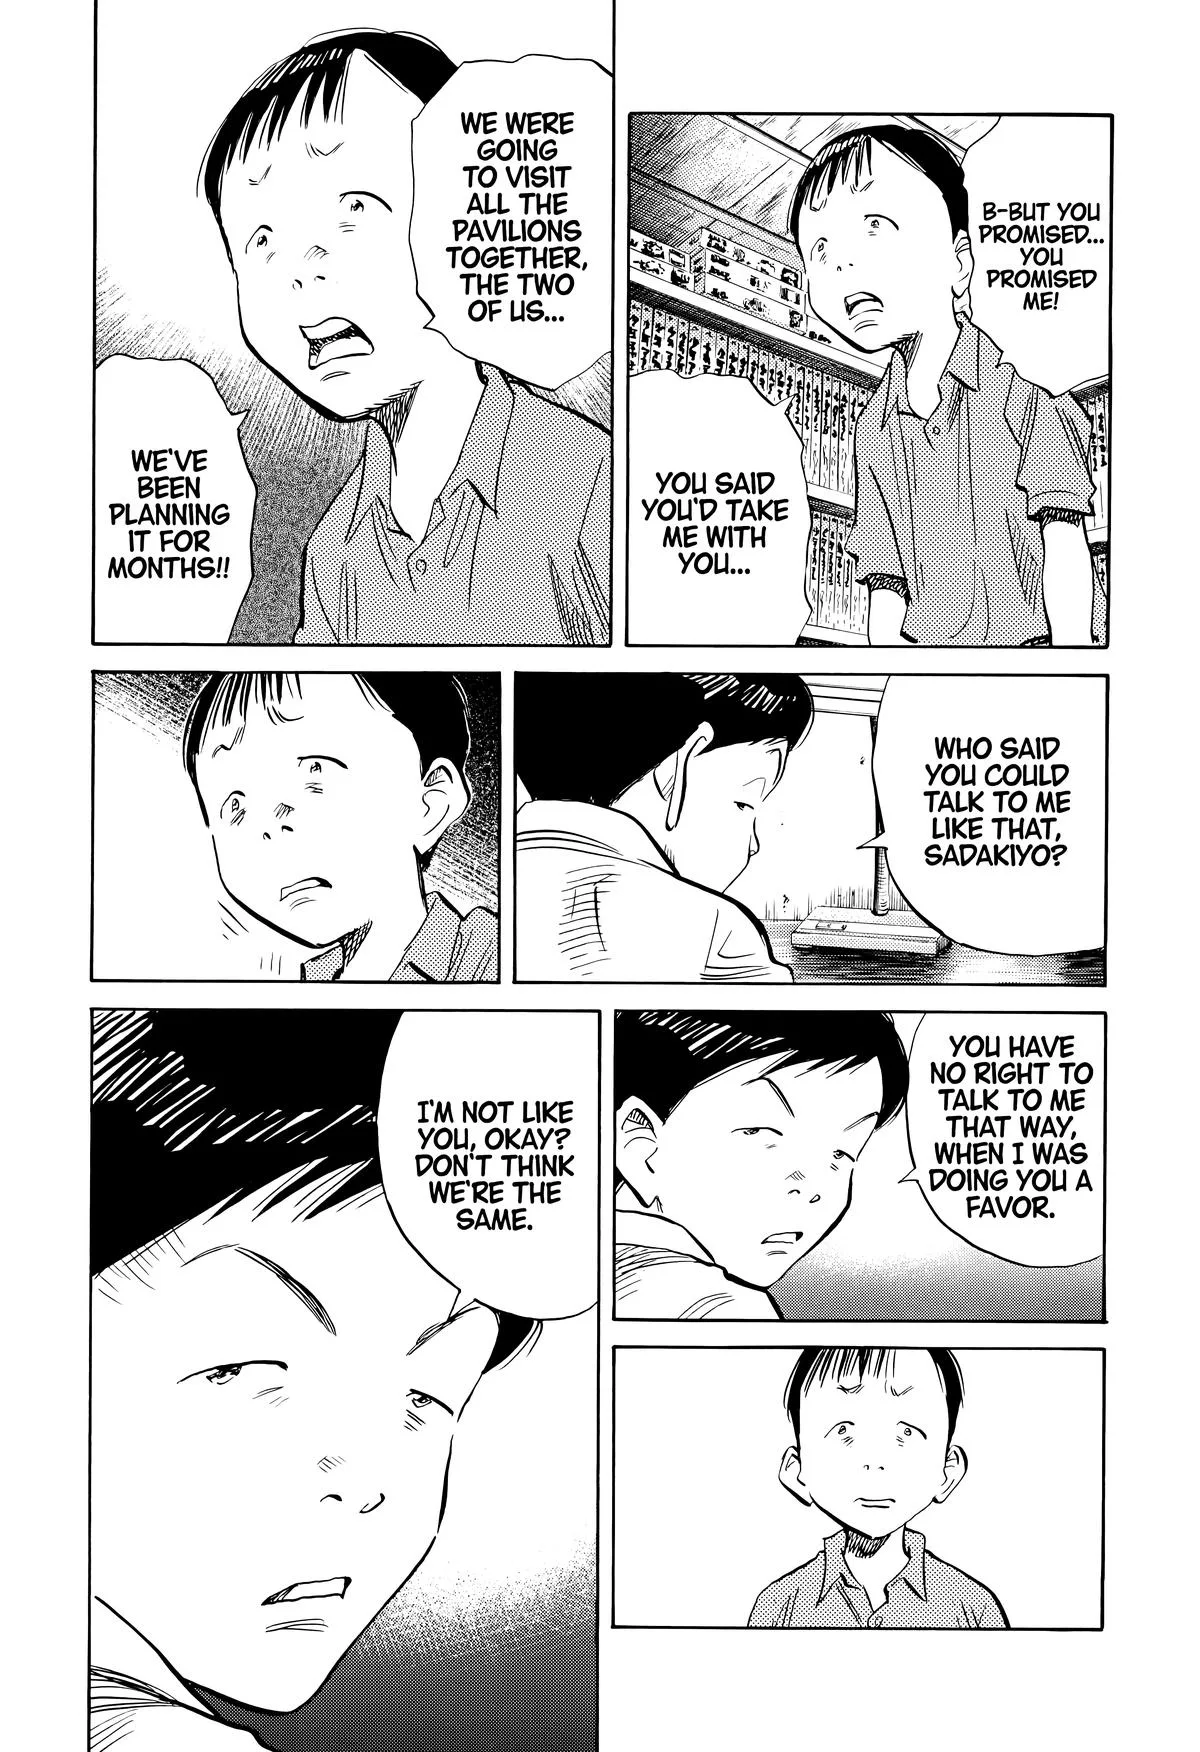 B-BUT YOU
PROMISED...
YOU
PROMISED
ME!
YOU SAID
YOU'D TAKE
ME WITH
YOU...
WE WERE
GOING
TO VISIT
ALL THE
PAVILIONS
TOGETHER,
THE TWO
OF US...
WE'VE
BEEN
PLANNING
IT FOR
MONTHS!!
WHO SAID
YOU COULD
TALK TO ME
LIKE THAT,
SADAKIYO?
YOU HAVE
NO RIGHT TO
TALK TO ME
THAT WAY,
WHEN I WAS
DOING YOU A
FAVOR.
I'M NOT LIKE
YOU, OKAY?
DON'T THINK
WE'RE THE
SAME.